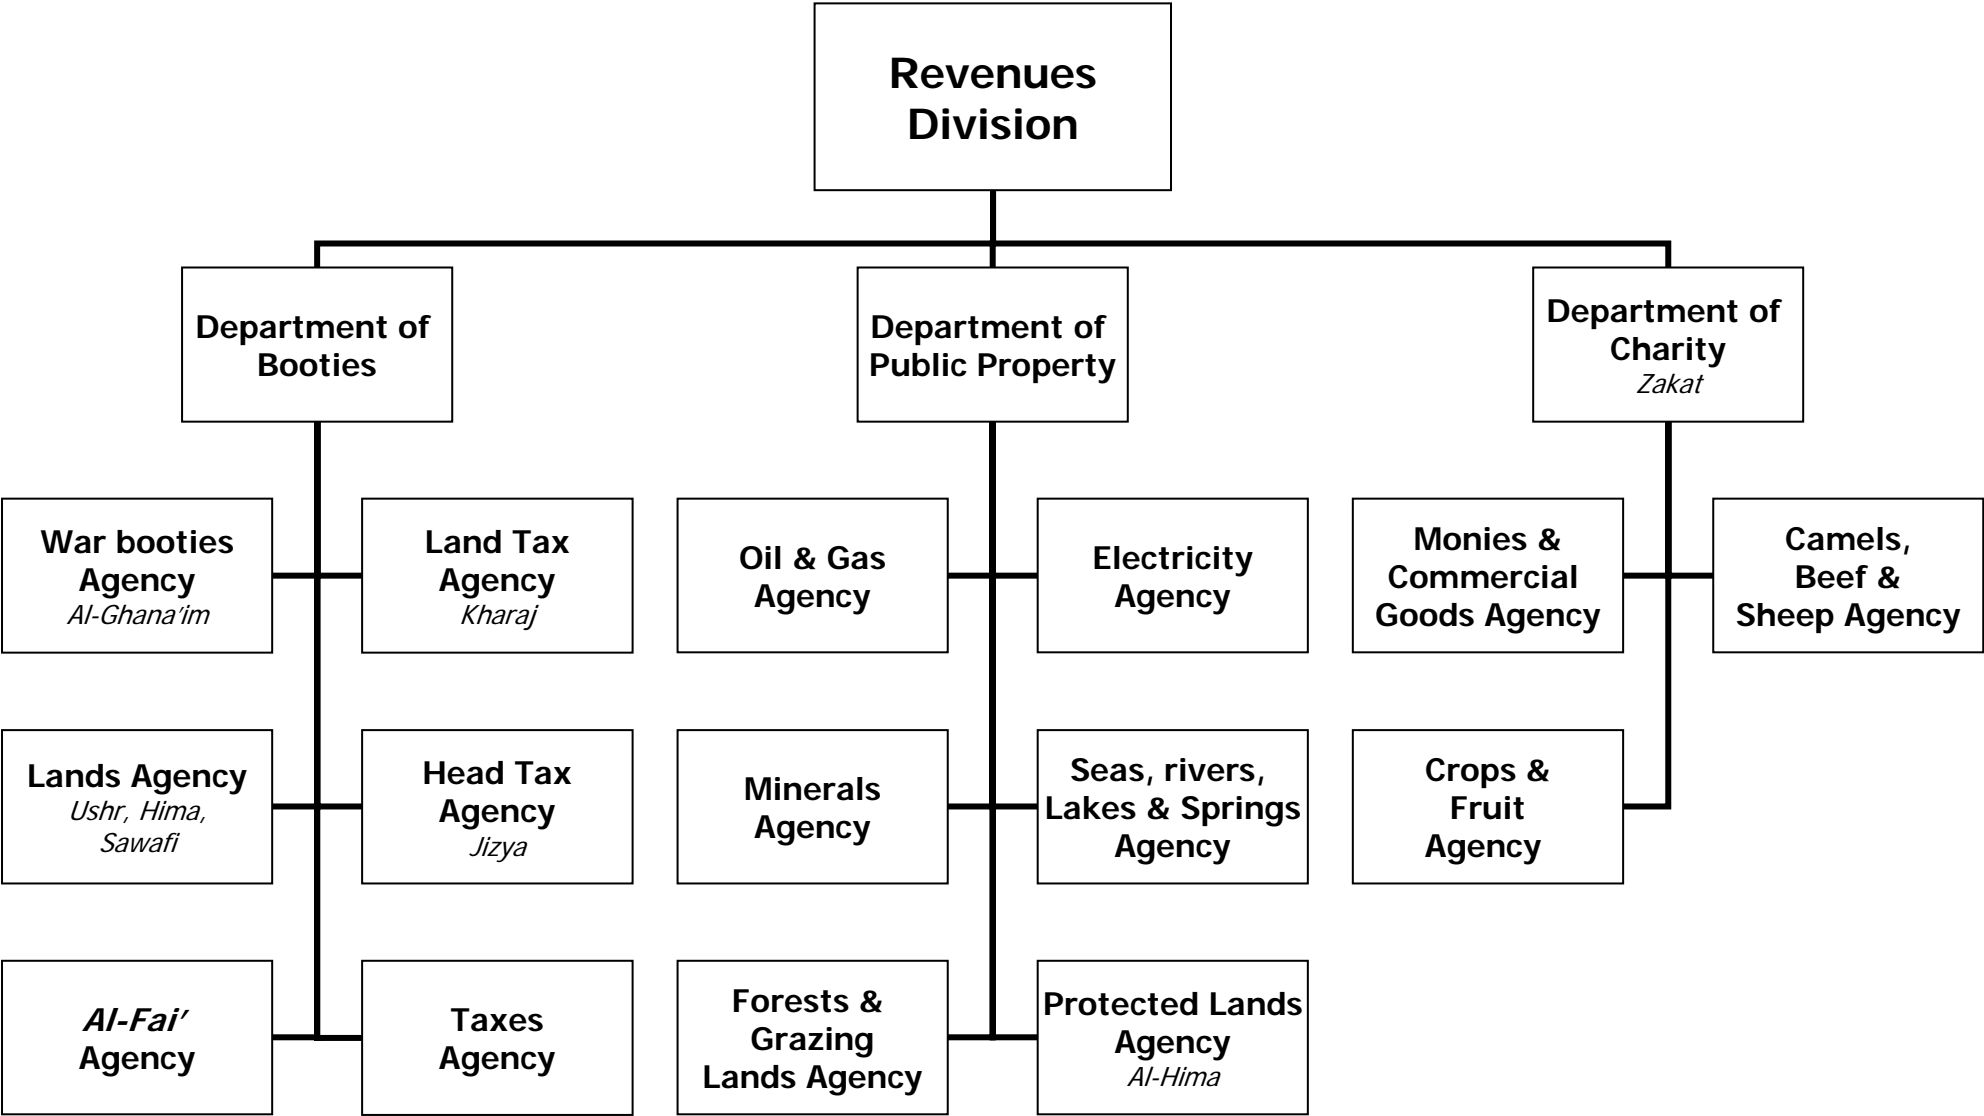 Revenues
Division
Department of
Booties
Department of
Public Property
Department of
Charity
Zakat
War booties
Agency
Al-Ghana’im
Land Tax
Agency
Kharaj
Oil & Gas
Agency
Electricity
Agency
Monies &
Commercial
Goods Agency
Camels,
Beef &
Sheep Agency
Lands Agency
Ushr, Hima,
Sawafi
Head Tax
Agency
Jizya
Minerals
Agency
Seas, rivers,
Lakes & Springs
Agency
Crops &
Fruit
Agency
Al-Fai’
Agency
Taxes
Agency
Forests &
Grazing
Lands Agency
Protected Lands
Agency
Al-Hima